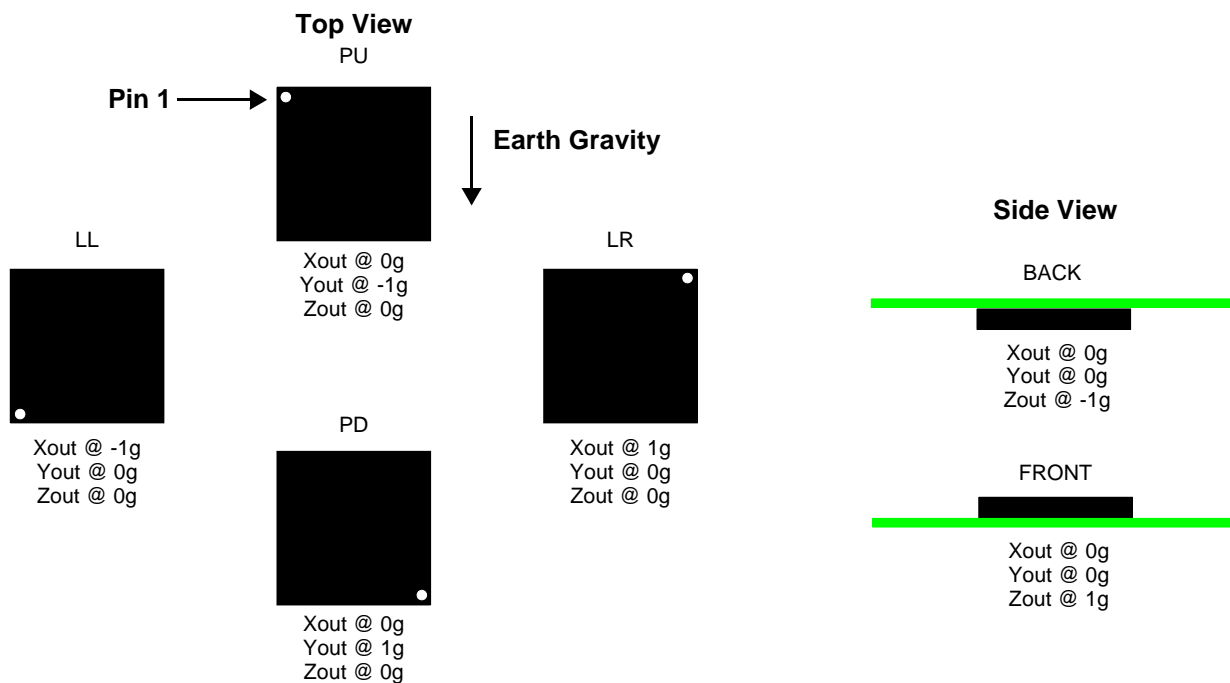 Top View
PU
Pin 1
Earth Gravity
Xout @ 0g
Yout @ -1g
Zout @ 0g
LL
Xout @ -1g
Yout @ 0g
Zout @ 0g
LR
Xout @ 1g
Yout @ 0g
Zout @ 0g
PD
Xout @ 0g
Yout @ 1g
Zout @ 0g
Side View
BACK
Xout @ 0g
Yout @ 0g
Zout @ -1g
FRONT
Xout @ 0g
Yout @ 0g
Zout @ 1g